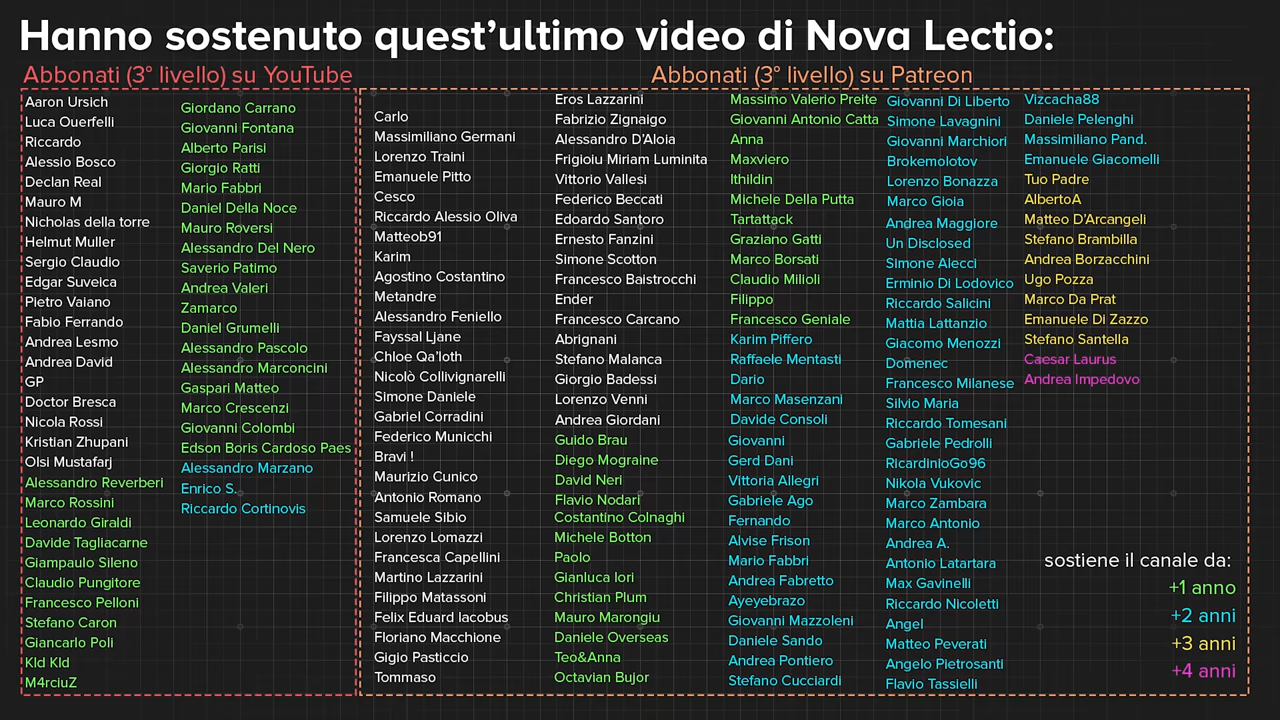 Hanno sostenuto quest'ultimo video di Nova Lectio:
Abbonati (3° livello) su YouTube
Aaron Ursich
Luca Ouerfelli
Riccardo
Alessio Bosco
Declan Real
Mauro M
Nicholas della torre
Helmut Muller
Sergio Claudio
Edgar Suveica
Pietro Vaiano
Fabio Ferrando
Andrea Lesmo
Andrea David
GP
Doctor Bresca
Nicola Rossi
Kristian Zhupani
Olsi Mustafarj
Alessandro Reverberi
Marco Rossini
Leonardo Giraldi
Davide Tagliacarne
Giampaulo Sileno
Claudio Pungitore
Francesco Pelloni
Stefano Caron
Giancarlo Poli
KId KId
M4rciuZ
Giordano Carrano
Giovanni Fontana
Alberto Parisi
Giorgio Ratti
Mario Fabbri
Daniel Della Noce
Mauro Roversi
Alessandro Del Nero
Saverio Patimo
Andrea Valeri
Zamarco
Daniel Grumelli
Alessandro Pascolo
Alessandro Marconcini
Gaspari Matteo
Marco Crescenzi
Giovanni Colombi
Edson Boris Cardoso Paes
Alessandro Marzano
Enrico S.
Riccardo Cortinovis
Abbonati (3° livello) su Patreon
Carlo
Massimiliano Germani
Lorenzo Traini
Emanuele Pitto
Cesco
Riccardo Alessio Oliva
Matteob91
Karim
Agostino Costantino
Metandre
Alessandro Feniello
Fayssal Ljane
Chloe Qa'loth
Nicolò Collivignarelli
Simone Daniele
Gabriel Corradini
Federico Municchi
Bravi !
Maurizio Cunico
Antonio Romano
Samuele Sibio
Lorenzo Lomazzi
Francesca Capellini
Martino Lazzarini
Filippo Matassoni
Felix Eduard Iacobus
Floriano Macchione
Gigio Pasticcio
Tommaso
Eros Lazzarini
Fabrizio Zignaigo
Alessandro D'Aloia
Frigioiu Miriam Luminita
Vittorio Vallesi
Federico Beccati
Edoardo Santoro
Ernesto Fanzini
Simone Scotton
Francesco Baistrocchi
Ender
Francesco Carcano
Abrignani
Stefano Malanca
Giorgio Badessi
Lorenzo Venni
Andrea Giordani
Guido Brau
Diego Mograine
David Neri
Flavio Nodari
Costantino Colnaghi
Michele Botton
Paolo
Gianluca Iori
Christian Plum
Mauro Marongiu
Daniele Overseas
Teo&Anna
Octavian Bujor
Massimo Valerio Preite
Giovanni Antonio Catta
Anna
Maxviero
Ithildin
Michele Della Putta
Tartattack
Graziano Gatti
Marco Borsati
Claudio Milioli
Filippo
Francesco Geniale
Karim Piffero
Raffaele Mentasti
Dario
Marco Masenzani
Davide Consoli
Giovanni
Gerd Dani
Vittoria Allegri
Gabriele Ago
Fernando
Alvise Frison
Mario Fabbri
Andrea Fabretto
Ayeyebrazo
Giovanni Mazzoleni
Daniele Sando
Andrea Pontiero
Stefano Cucciardi
Giovanni Di Liberto
Simone Lavagnini
Giovanni Marchiori
Brokemolotov
Lorenzo Bonazza
Marco Gioia
Andrea Maggiore
Un Disclosed
Simone Alecci
Erminio Di Lodovico
Riccardo Salicini
Mattia Lattanzio
Giacomo Menozzi
Domenec
Francesco Milanese
Silvio Maria
Riccardo Tomesani
Gabriele Pedrolli
RicardinioGo96
Nikola Vukovic
Marco Zambara
Marco Antonio
Andrea A.
Antonio Latartara
Max Gavinelli
Riccardo Nicoletti
Angel
Matteo Peverati
Angelo Pietrosanti
Flavio Tassielli
Vizcacha88
Daniele Pelenghi
Massimiliano Pand.
Emanuele Giacomelli
Tuo Padre
AlbertoA
Matteo D'Arcangeli
Stefano Brambilla
Andrea Borzacchini
Ugo Pozza
Marco Da Prat
Emanuele Di Zazzo
Stefano Santella
Caesar Laurus
Andrea Impedovo
sostiene il canale da:
+1 anno
+2 anni
+3 anni
+4 anni